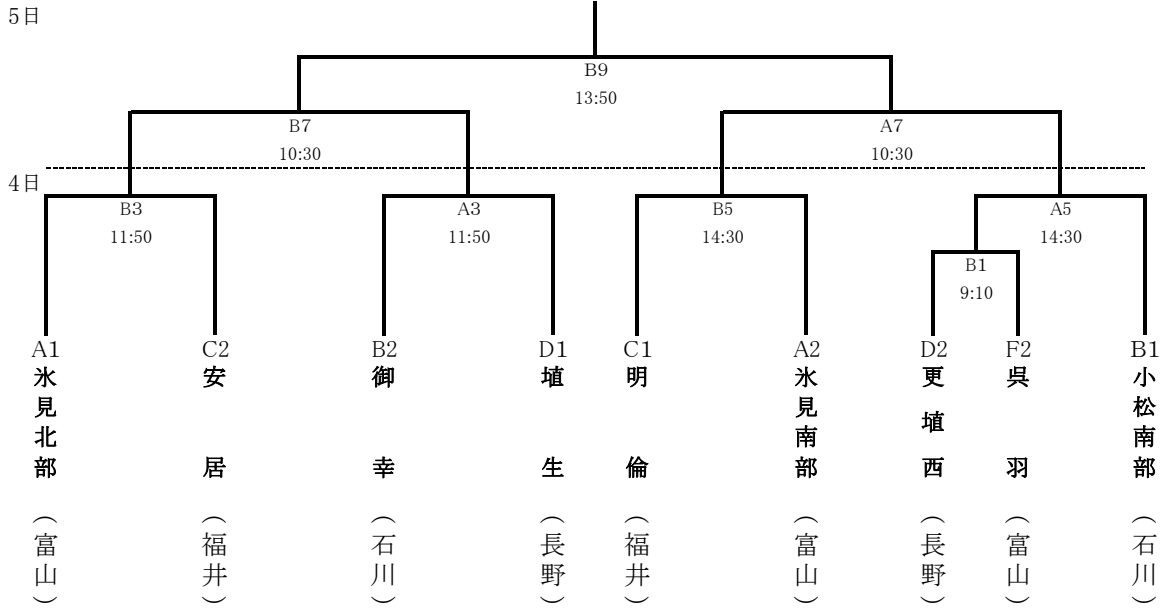 5日
B9
13:50
B7
10:30
A7
10:30
4日
B3
11:50
A3
11:50
B5
14:30
A5
14:30
B1
9:10
A1
氷見北部
（富山）
C2
安居
（福井）
B2
御幸
（石川）
D1
埴生
（長野）
C1
明倫
（福井）
A2
氷見南部
（富山）
D2
更埴西
（長野）
F2
呉羽
（富山）
B1
小松南部
（石川）